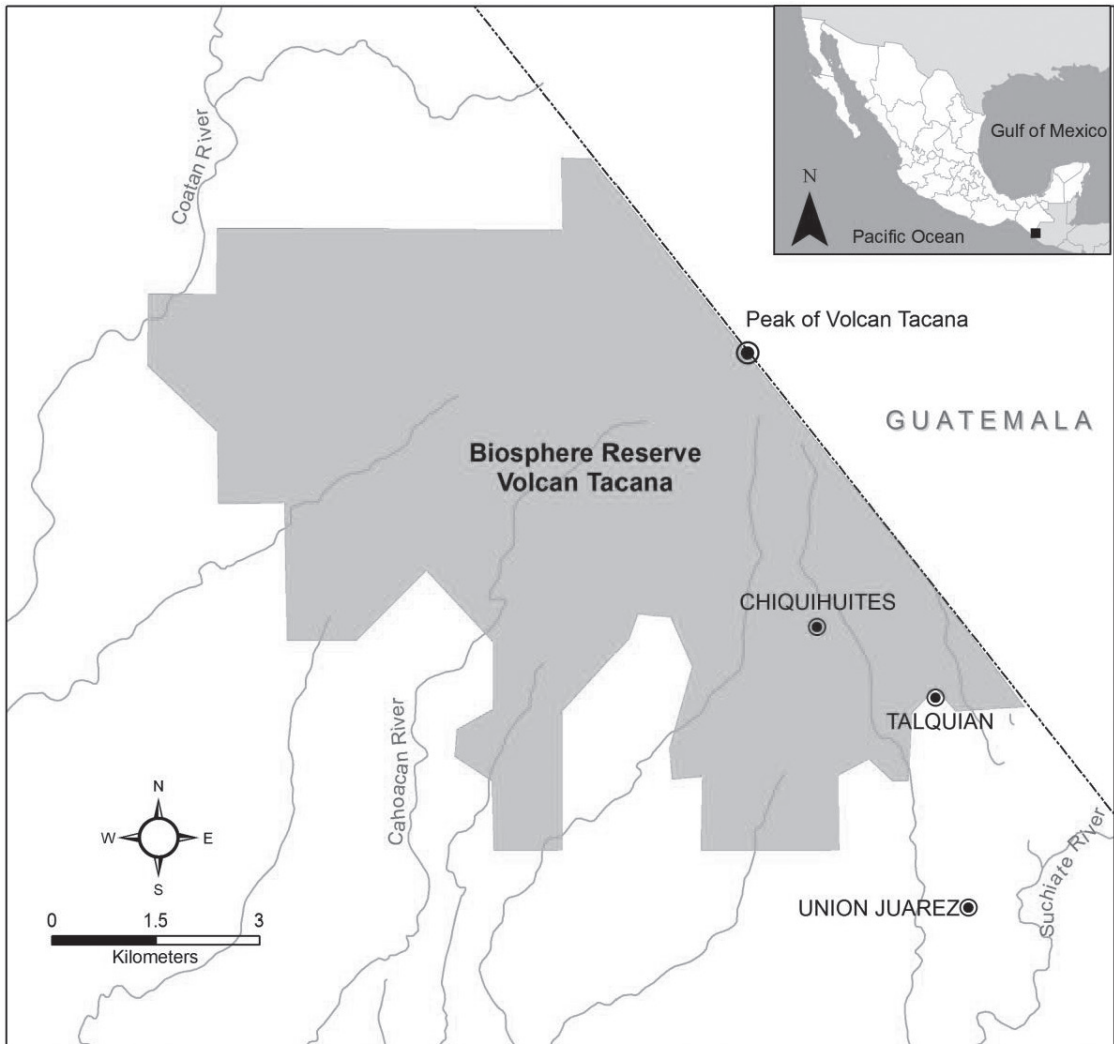 Gulf of Mexico
N
Pacific Ocean
Coatan River
Peak of Volcan Tacana
GUATEMALA
Biosphere Reserve
Volcan Tacana
CHIQUIHUITES
TALQUIAN
Cahoacan River
N
W E
S
Suchiate River
UNION JUAREZ
0 1.5 3
Kilometers